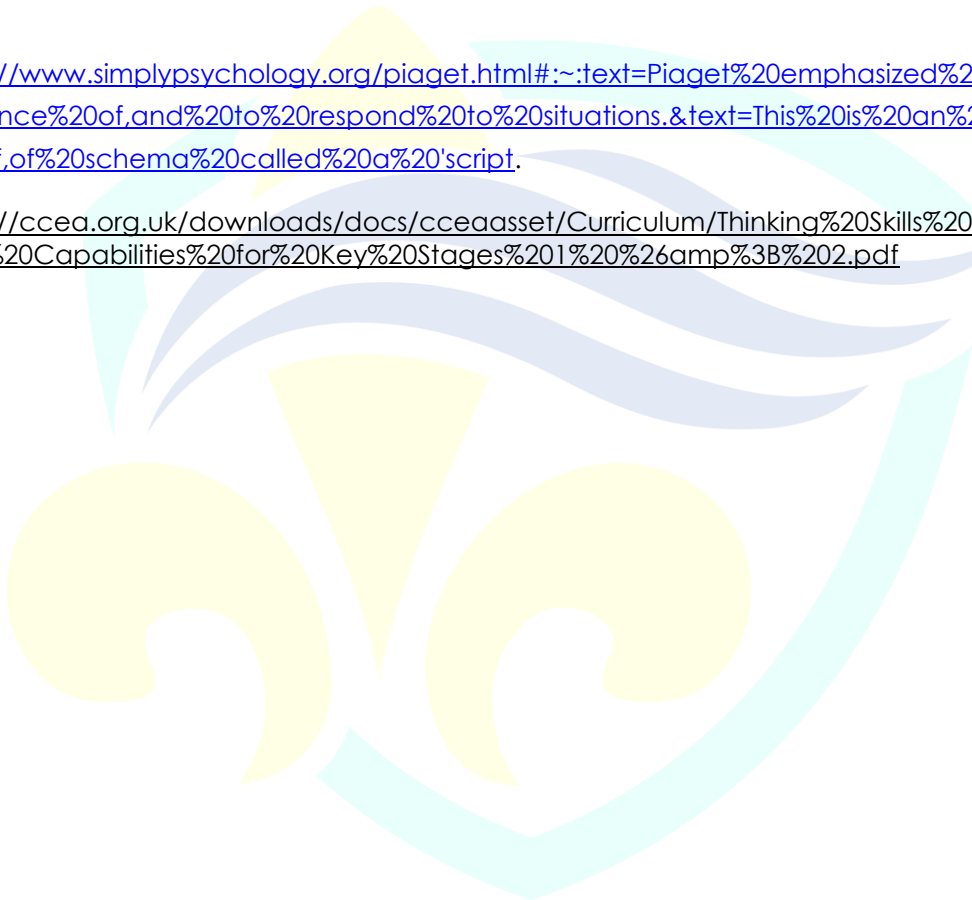 //www.simplypsychology.org/piaget.html#:~:text=Piaget%20emphasized%2
nce%20of,and%20to%20respond%20to%20situations.&text=This%20is%20an%2
,of%20schema%20called%20a%20'script.
//ccea.org.uk/downloads/docs/cceaasset/Curriculum/Thinking%20Skills%20
%20Capabilities%20for%20Key%20Stages%201%20%26amp%3B%202.pdf